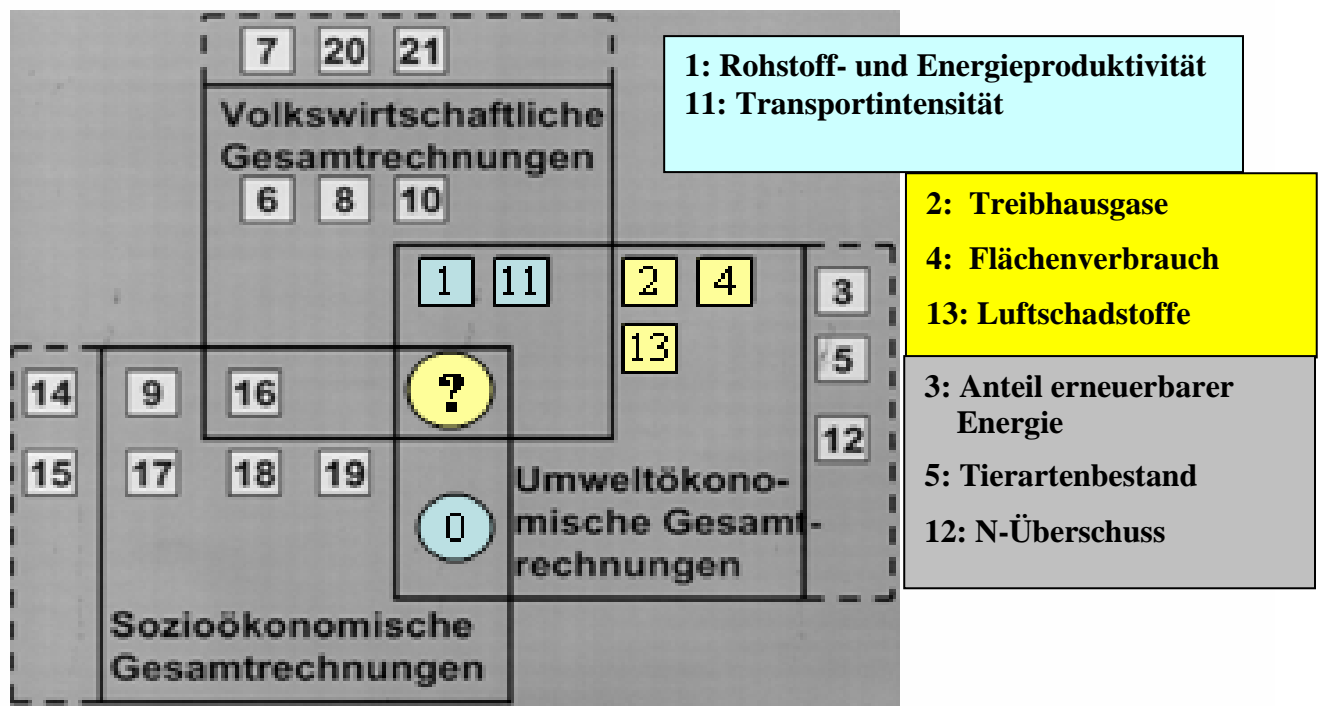 7 20 21
Volkswirtschaftliche
Gesamtrechnungen
6 8 10
1 11 2 4 3
13 5
14 9 16 ? 12
15 17 18 19
Umweltökono-
0 mische Gesamt-
rechnungen
Sozioökonomische
Gesamtrechnungen
1: Rohstoff- und Energieproduktivität
11: Transportintensität
2: Treibhausgase
4: Flächenverbrauch
13: Luftschadstoffe
3: Anteil erneuerbarer
Energie
5: Tierartenbestand
12: N-Überschuss